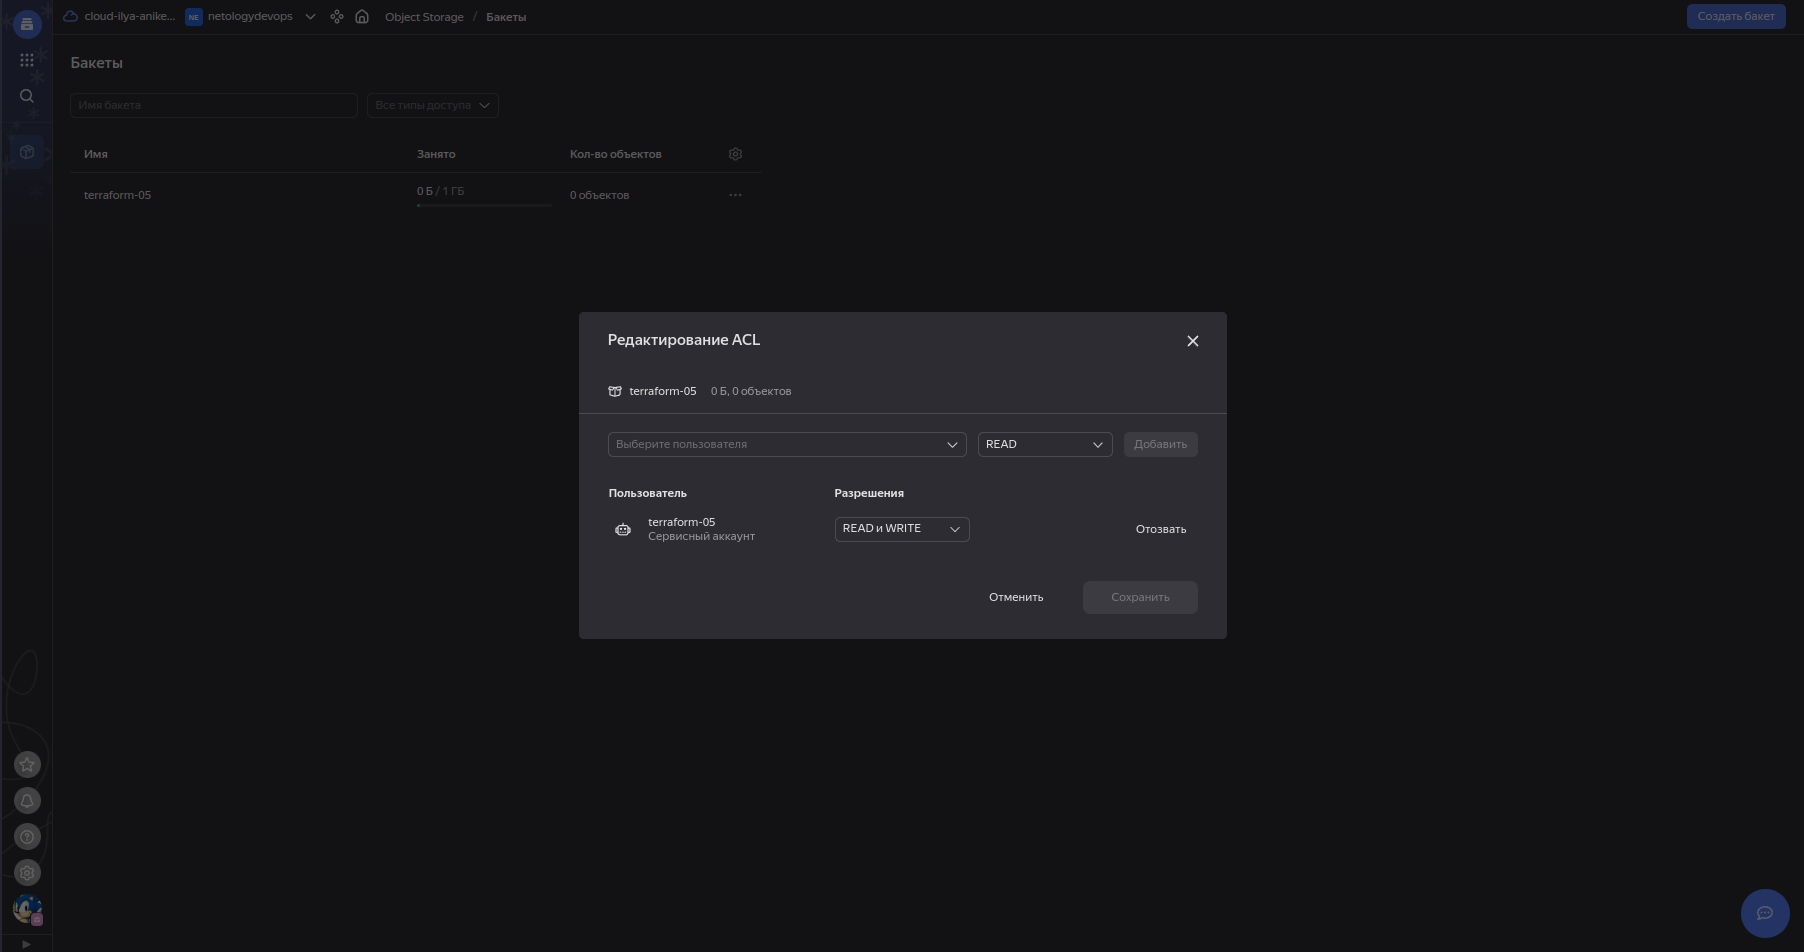 cloud-ilya-anike... NE netologydevops Object Storage / Бакеты Создать бакет
Бакеты
Имя бакета Все типы доступа
Имя Занято Кол-во объектов
terraform-05 0 Б / 1 ГБ 0 объектов
Редактирование ACL
terraform-05 0 Б, 0 объектов
Выберите пользователя READ Добавить
Пользователь Разрешения
terraform-05 READ и WRITE Отозвать
Сервисный аккаунт
Отменить Сохранить